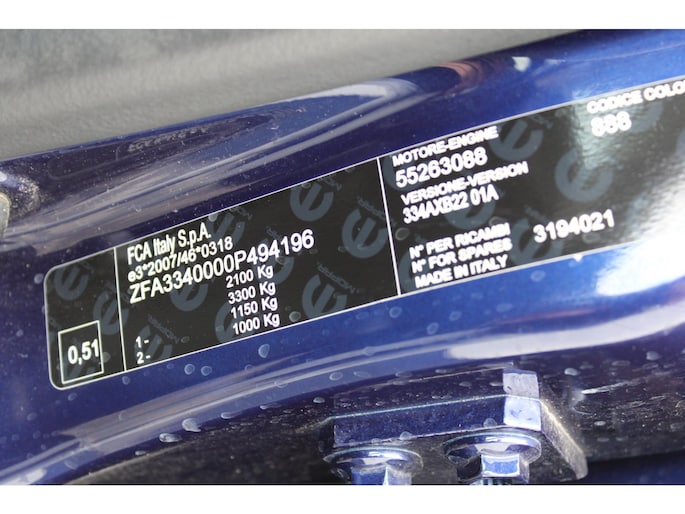 FCA Italy S.p.A.
e3*2007/46*0318
ZFA3340000P494196
2100 Kg
3300 Kg
1- 1150 Kg
2- 1000 Kg
0,51
MOTORE-ENGINE
55263088
VERSIONE-VERSION
334AXB22 01A
N° PER RICAMBI
N° FOR SPARES 3194021
MADE IN ITALY
CODICE COLO
888